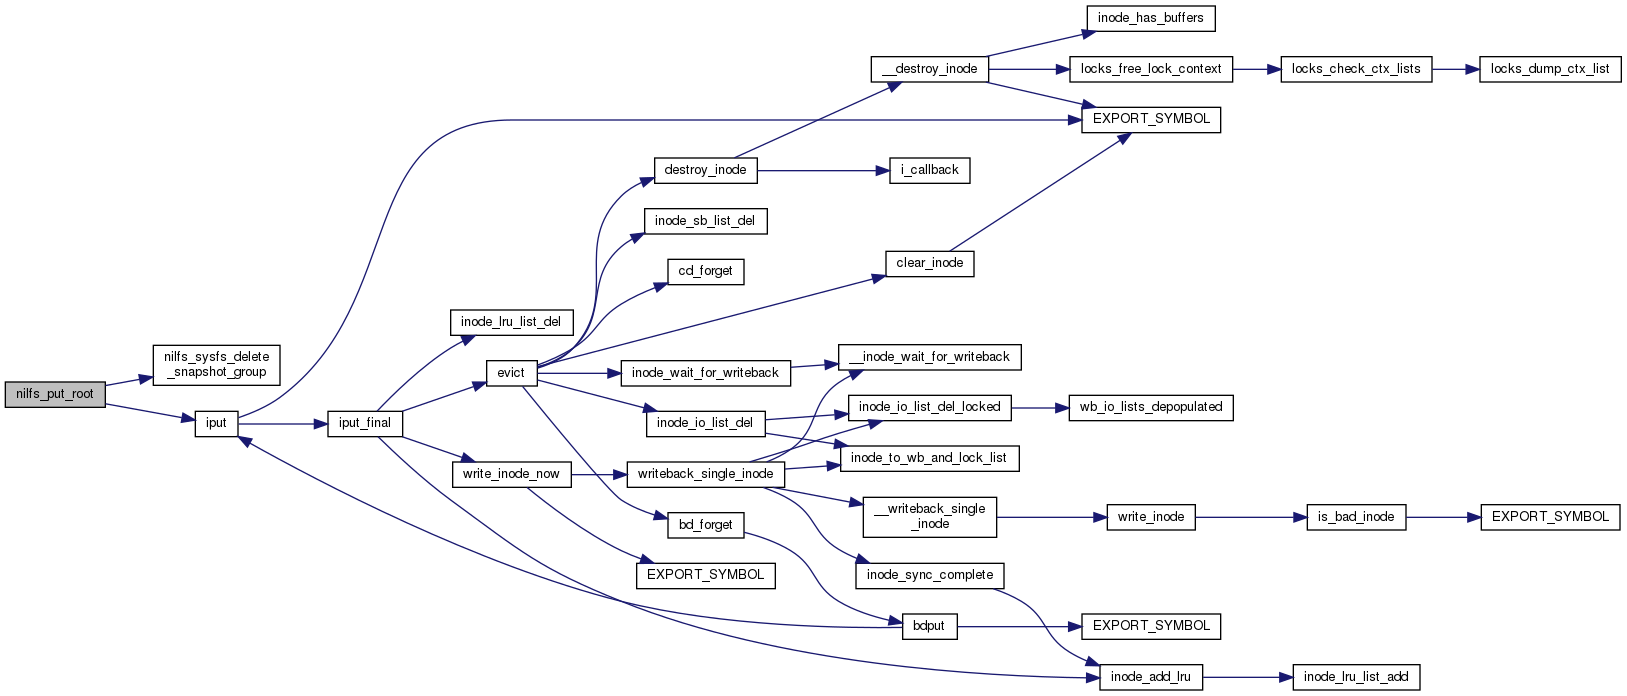 inode_has_buffers
__destroy_inode
locks_free_lock_context
locks_check_ctx_lists
locks_dump_ctx_list
EXPORT_SYMBOL
destroy_inode
i_callback
inode_sb_list_del
clear_inode
cd_forget
inode_lru_list_del
nilfs_sysfs_delete
_snapshot_group
evict
inode_wait_for_writeback
__inode_wait_for_writeback
nilfs_put_root
iput
iput_final
inode_io_list_del
inode_io_list_del_locked
wb_io_lists_depopulated
inode_to_wb_and_lock_list
write_inode_now
writeback_single_inode
__writeback_single
_inode
write_inode
is_bad_inode
EXPORT_SYMBOL
bd_forget
EXPORT_SYMBOL
inode_sync_complete
bdput
EXPORT_SYMBOL
inode_add_lru
inode_lru_list_add